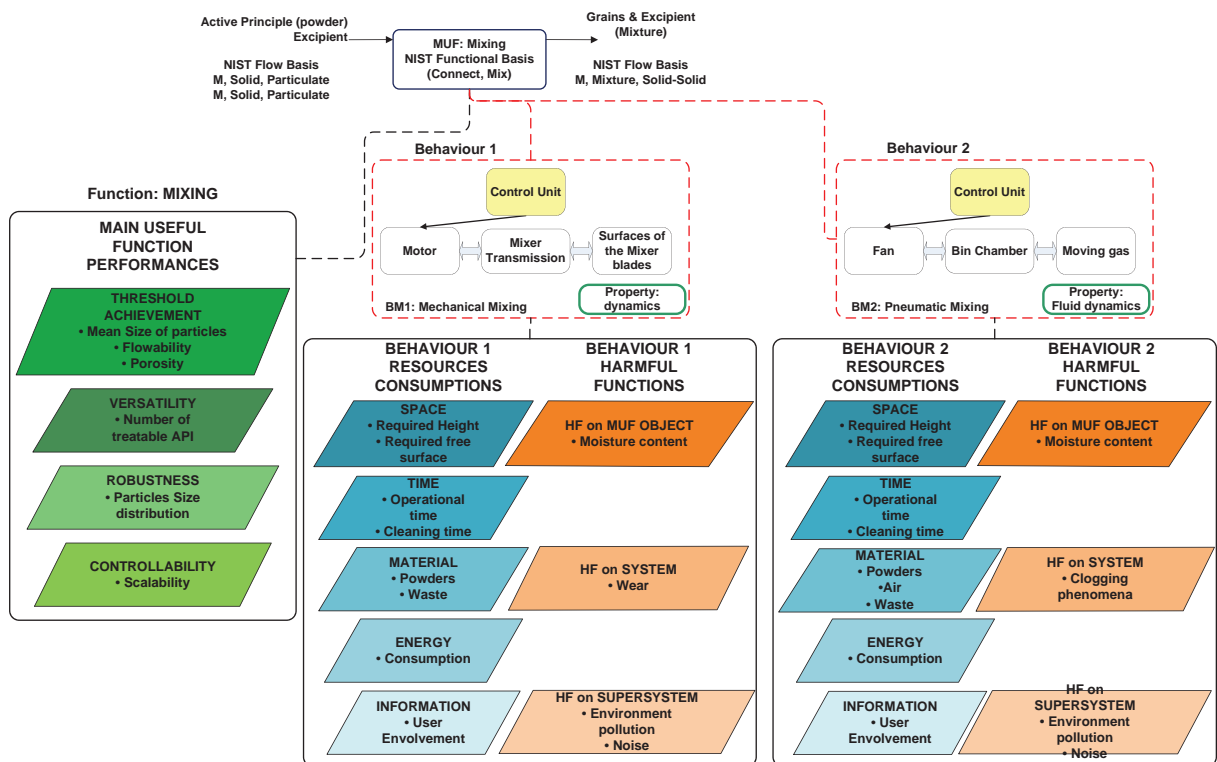 Active Principle (powder)
Excipient
NIST Flow Basis
M, Solid, Particulate
M, Solid, Particulate
MUF: Mixing
NIST Functional Basis
(Connect, Mix)
Grains & Excipient
(Mixture)
NIST Flow Basis
M, Mixture, Solid-Solid
Function: MIXING
MAIN USEFUL
FUNCTION
PERFORMANCES
THRESHOLD
ACHIEVEMENT
• Mean Size of particles
• Flowability
• Porosity
VERSATILITY
• Number of
treatable API
ROBUSTNESS
• Particles Size
distribution
CONTROLLABILITY
• Scalability
Behaviour 1
Control Unit
Motor
Mixer
Transmission
Surfaces of
the Mixer
blades
BM1: Mechanical Mixing
Property:
dynamics
BEHAVIOUR 1
RESOURCES
CONSUMPTIONS
SPACE
• Required Height
• Required free
surface
TIME
• Operational
time
• Cleaning time
MATERIAL
• Powders
• Waste
ENERGY
• Consumption
INFORMATION
• User
Envolvement
BEHAVIOUR 1
HARMFUL
FUNCTIONS
HF on MUF OBJECT
• Moisture content
HF on SYSTEM
• Wear
HF on SUPERSYSTEM
• Environment
pollution
• Noise
Behaviour 2
Control Unit
Fan
Bin Chamber
Moving gas
BM2: Pneumatic Mixing
Property:
Fluid dynamics
BEHAVIOUR 2
RESOURCES
CONSUMPTIONS
SPACE
• Required Height
• Required free
surface
TIME
• Operational
time
• Cleaning time
MATERIAL
• Powders
• Air
• Waste
ENERGY
• Consumption
INFORMATION
• User
Envolvement
BEHAVIOUR 2
HARMFUL
FUNCTIONS
HF on MUF OBJECT
• Moisture content
HF on SYSTEM
• Clogging
phenomena
HF on
SUPERSYSTEM
• Environment
pollution
• Noise